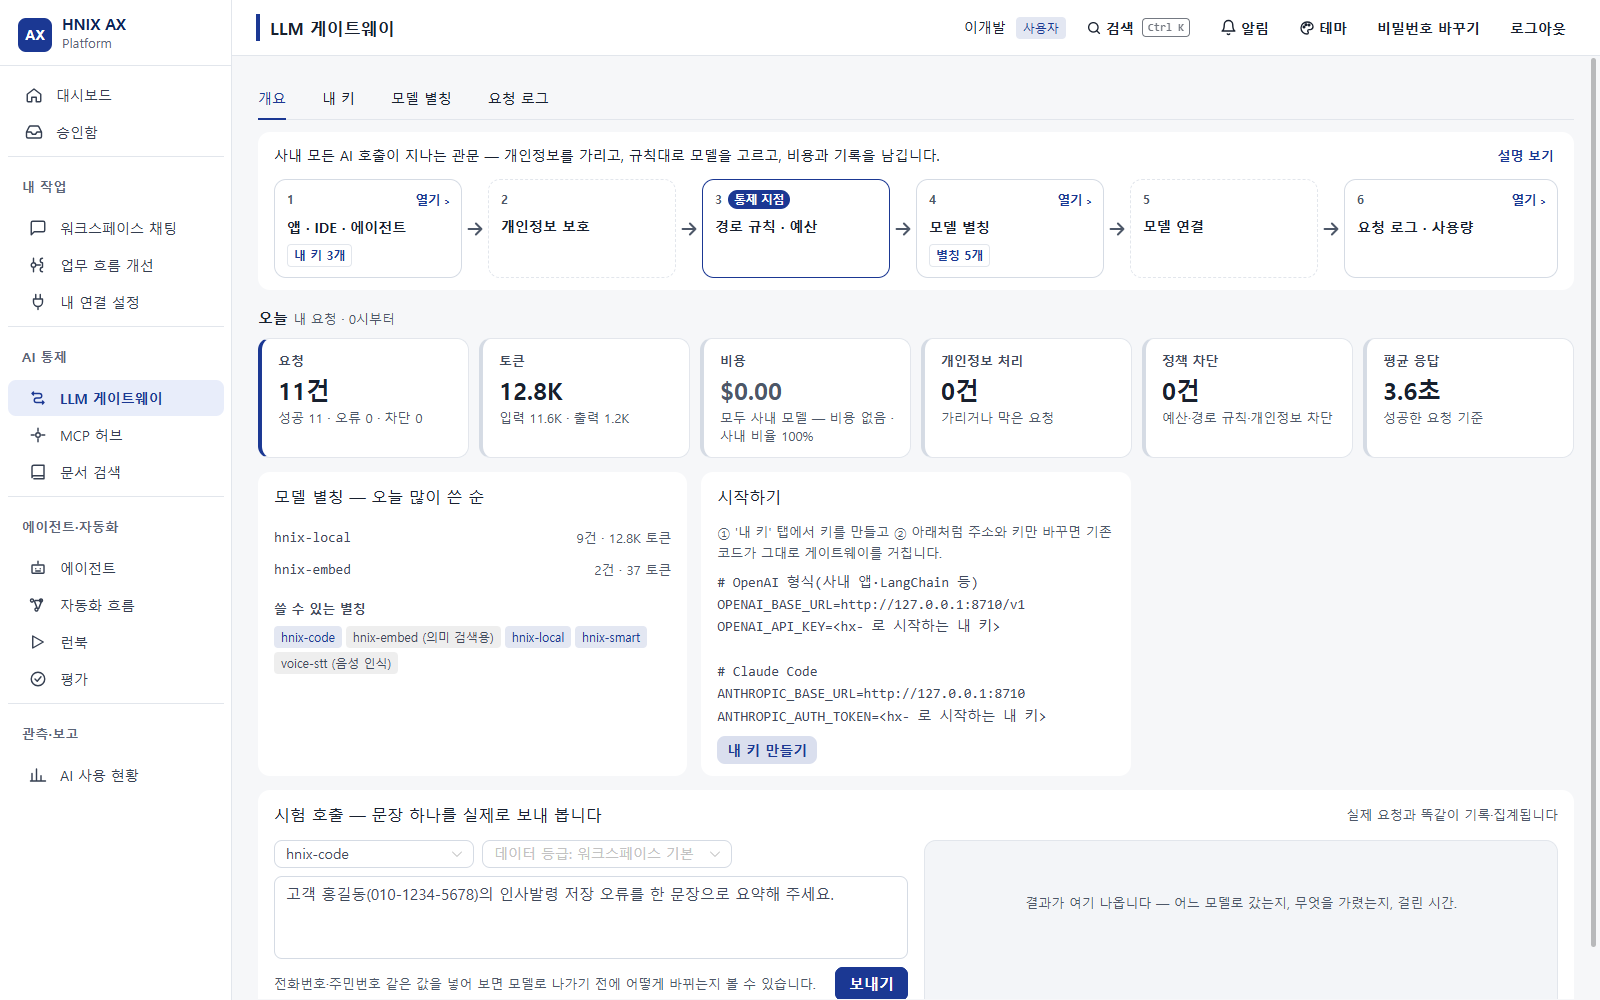 AX
HNIX AX
Platform
LLM 게이트웨이
이개발
사용자
검색
Ctrl K
알림
테마
비밀번호 바꾸기
로그아웃
대시보드
승인함
내 작업
워크스페이스 채팅
업무 흐름 개선
내 연결 설정
AI 통제
LLM 게이트웨이
MCP 허브
문서 검색
에이전트·자동화
에이전트
자동화 흐름
런북
평가
관측·보고
AI 사용 현황
개요
내 키
모델 별칭
요청 로그
사내 모든 AI 호출이 지나는 관문 — 개인정보를 가리고, 규칙대로 모델을 고르고, 비용과 기록을 남깁니다.
설명 보기
1
열기 >
앱 · IDE · 에이전트
내 키 3개
2
개인정보 보호
3
통제 지점
경로 규칙 · 예산
4
열기 >
모델 별칭
별칭 5개
5
모델 연결
6
열기 >
요청 로그 · 사용량
오늘 내 요청 · 0시부터
요청
11건
성공 11 · 오류 0 · 차단 0
토큰
12.8K
입력 11.6K · 출력 1.2K
비용
$0.00
모두 사내 모델 — 비용 없음 ·
사내 비율 100%
개인정보 처리
0건
가리거나 막은 요청
정책 차단
0건
예산·경로 규칙·개인정보 차단
평균 응답
3.6초
성공한 요청 기준
모델 별칭 — 오늘 많이 쓴 순
hnix-local
9건 · 12.8K 토큰
hnix-embed
2건 · 37 토큰
쓸 수 있는 별칭
hnix-code
hnix-embed (의미 검색용)
hnix-local
hnix-smart
voice-stt (음성 인식)
시작하기
① '내 키' 탭에서 키를 만들고 ② 아래처럼 주소와 키만 바꾸면 기존
코드가 그대로 게이트웨이를 거칩니다.
# OpenAI 형식(사내 앱·LangChain 등)
OPENAI_BASE_URL=http://127.0.0.1:8710/v1
OPENAI_API_KEY=<hx- 로 시작하는 내 키>
# Claude Code
ANTHROPIC_BASE_URL=http://127.0.0.1:8710
ANTHROPIC_AUTH_TOKEN=<hx- 로 시작하는 내 키>
내 키 만들기
시험 호출 — 문장 하나를 실제로 보내 봅니다
실제 요청과 똑같이 기록·집계됩니다
hnix-code
데이터 등급: 워크스페이스 기본
고객 홍길동(010-1234-5678)의 인사발령 저장 오류를 한 문장으로 요약해 주세요.
결과가 여기 나옵니다 — 어느 모델로 갔는지, 무엇을 가렸는지, 걸린 시간.
전화번호·주민번호 같은 값을 넣어 보면 모델로 나가기 전에 어떻게 바뀌는지 볼 수 있습니다.
보내기